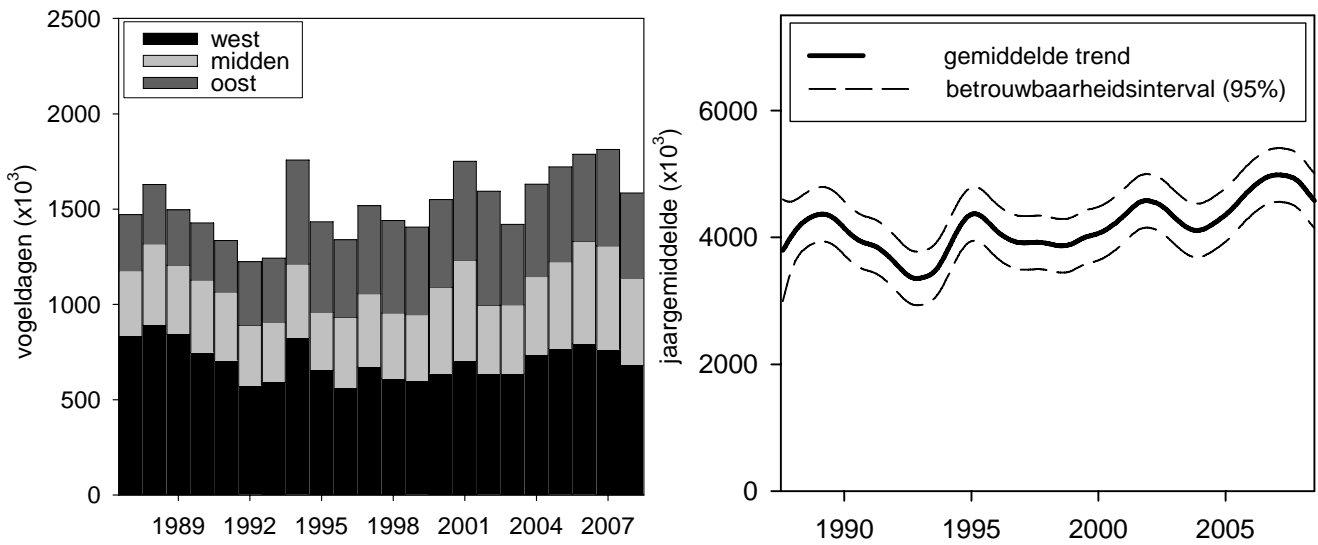 2500
2000
1500
1000
500
0
vogeldagen (x10³)
west
midden
oost
1989 1992 1995 1998 2001 2004 2007
6000
4000
2000
0
jaargemiddelde (x10³)
gemiddelde trend
betrouwbaarheidsinterval (95%)
1990 1995 2000 2005